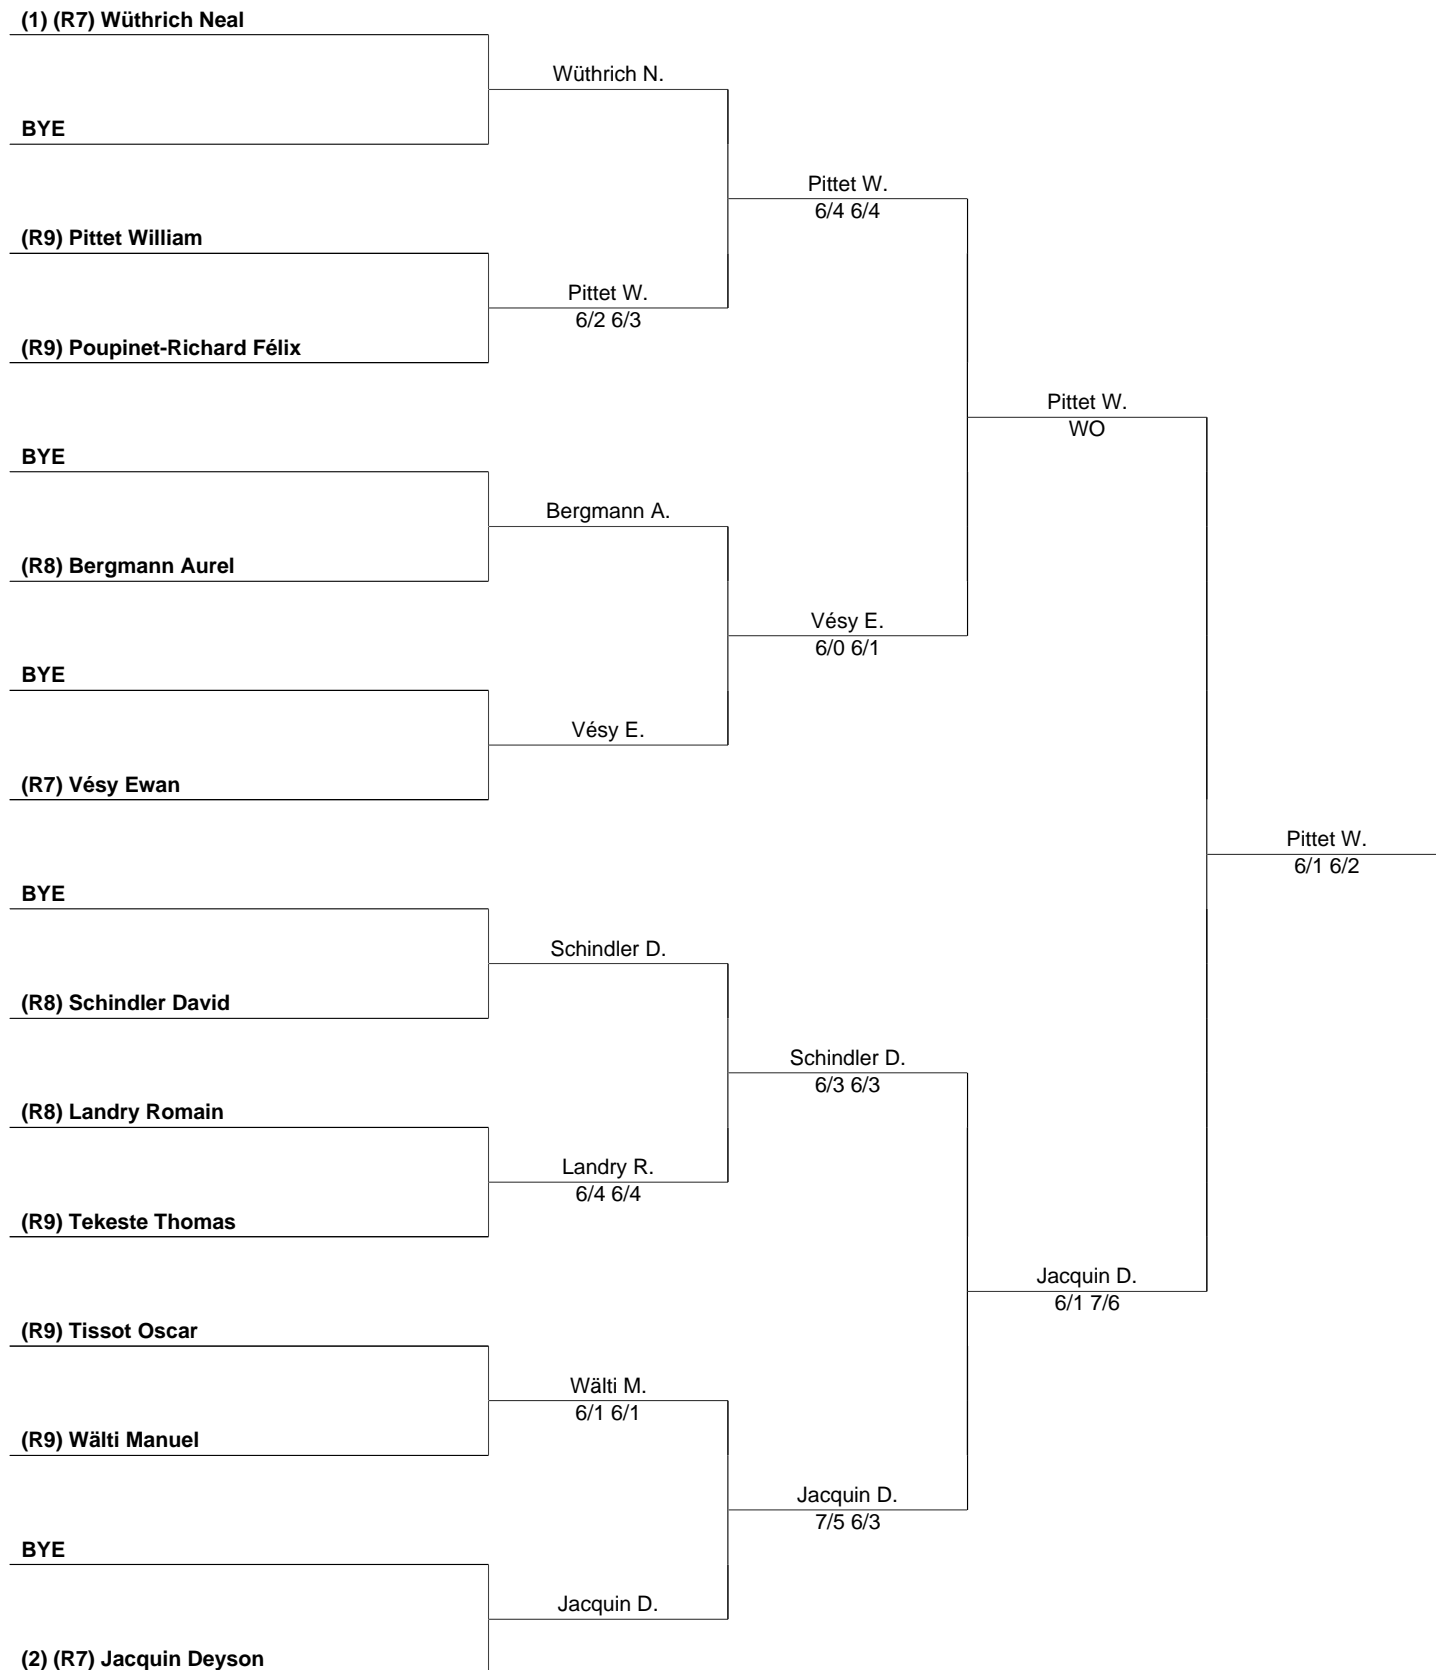 (1) (R7) Wüthrich Neal
Wüthrich N.
BYE
Pittet W.
6/4 6/4
(R9) Pittet William
Pittet W.
6/2 6/3
(R9) Poupinet-Richard Félix
Pittet W.
WO
BYE
Bergmann A.
(R8) Bergmann Aurel
Vésy E.
6/0 6/1
BYE
Vésy E.
(R7) Vésy Ewan
Pittet W.
6/1 6/2
BYE
Schindler D.
(R8) Schindler David
Schindler D.
6/3 6/3
(R8) Landry Romain
Landry R.
6/4 6/4
(R9) Tekeste Thomas
Jacquin D.
6/1 7/6
(R9) Tissot Oscar
Wälti M.
6/1 6/1
(R9) Wälti Manuel
Jacquin D.
7/5 6/3
BYE
Jacquin D.
(2) (R7) Jacquin Deyson